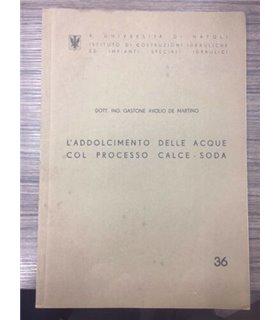 R. UNIVERSITÀ DI NAPOLI
ISTITUTO DI COSTRUZIONI IDRAULICHE
ED IMPIANTI SPECIALI IDRAULICI
DOTT. ING. GASTONE AVOLIO DE MARTINO
L'ADDOLCIMENTO DELLE ACQUE
COL PROCESSO CALCE-SODA
36